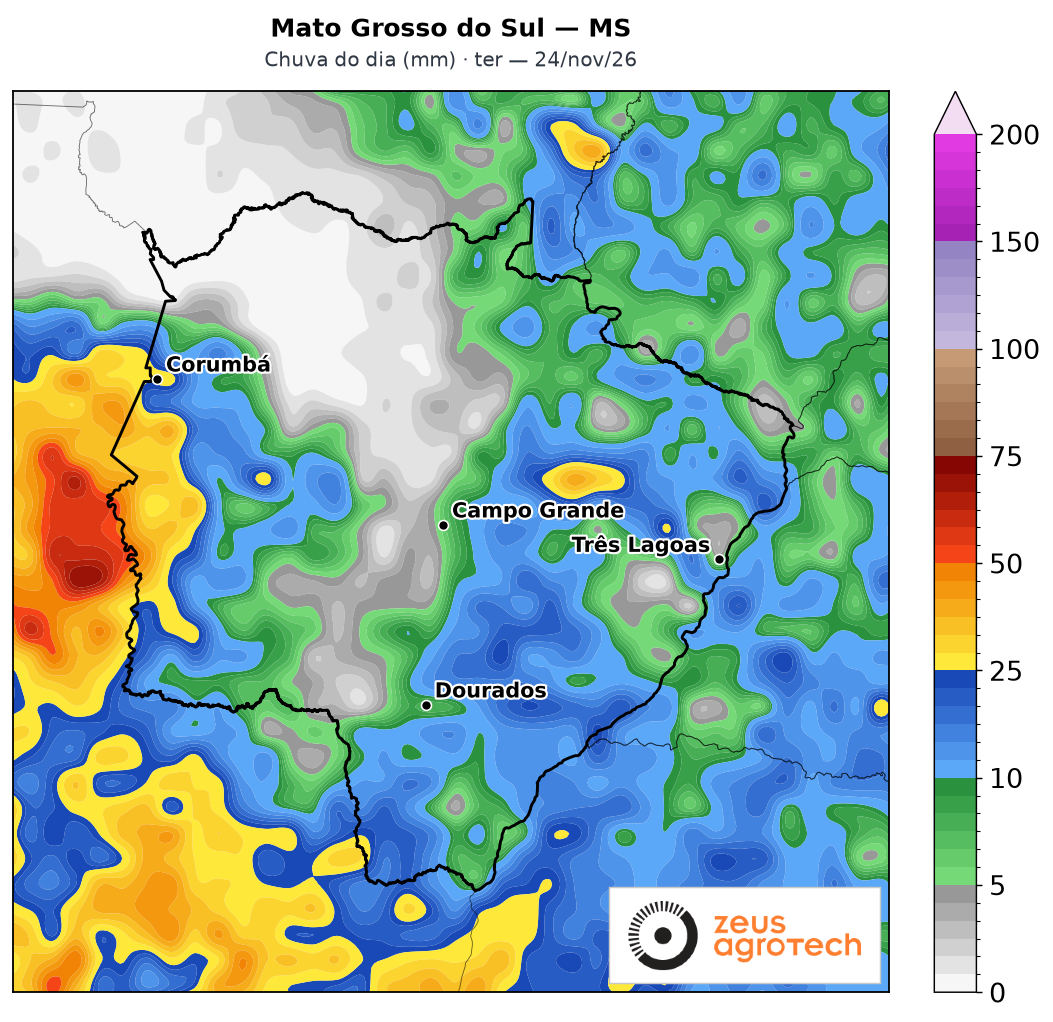 Mato Grosso do Sul — MS
Chuva do dia (mm) · ter — 24/nov/26
200
150
100
75
50
25
10
5
0
Corumbá
Campo Grande
Três Lagoas
Dourados
zeus
agrotech